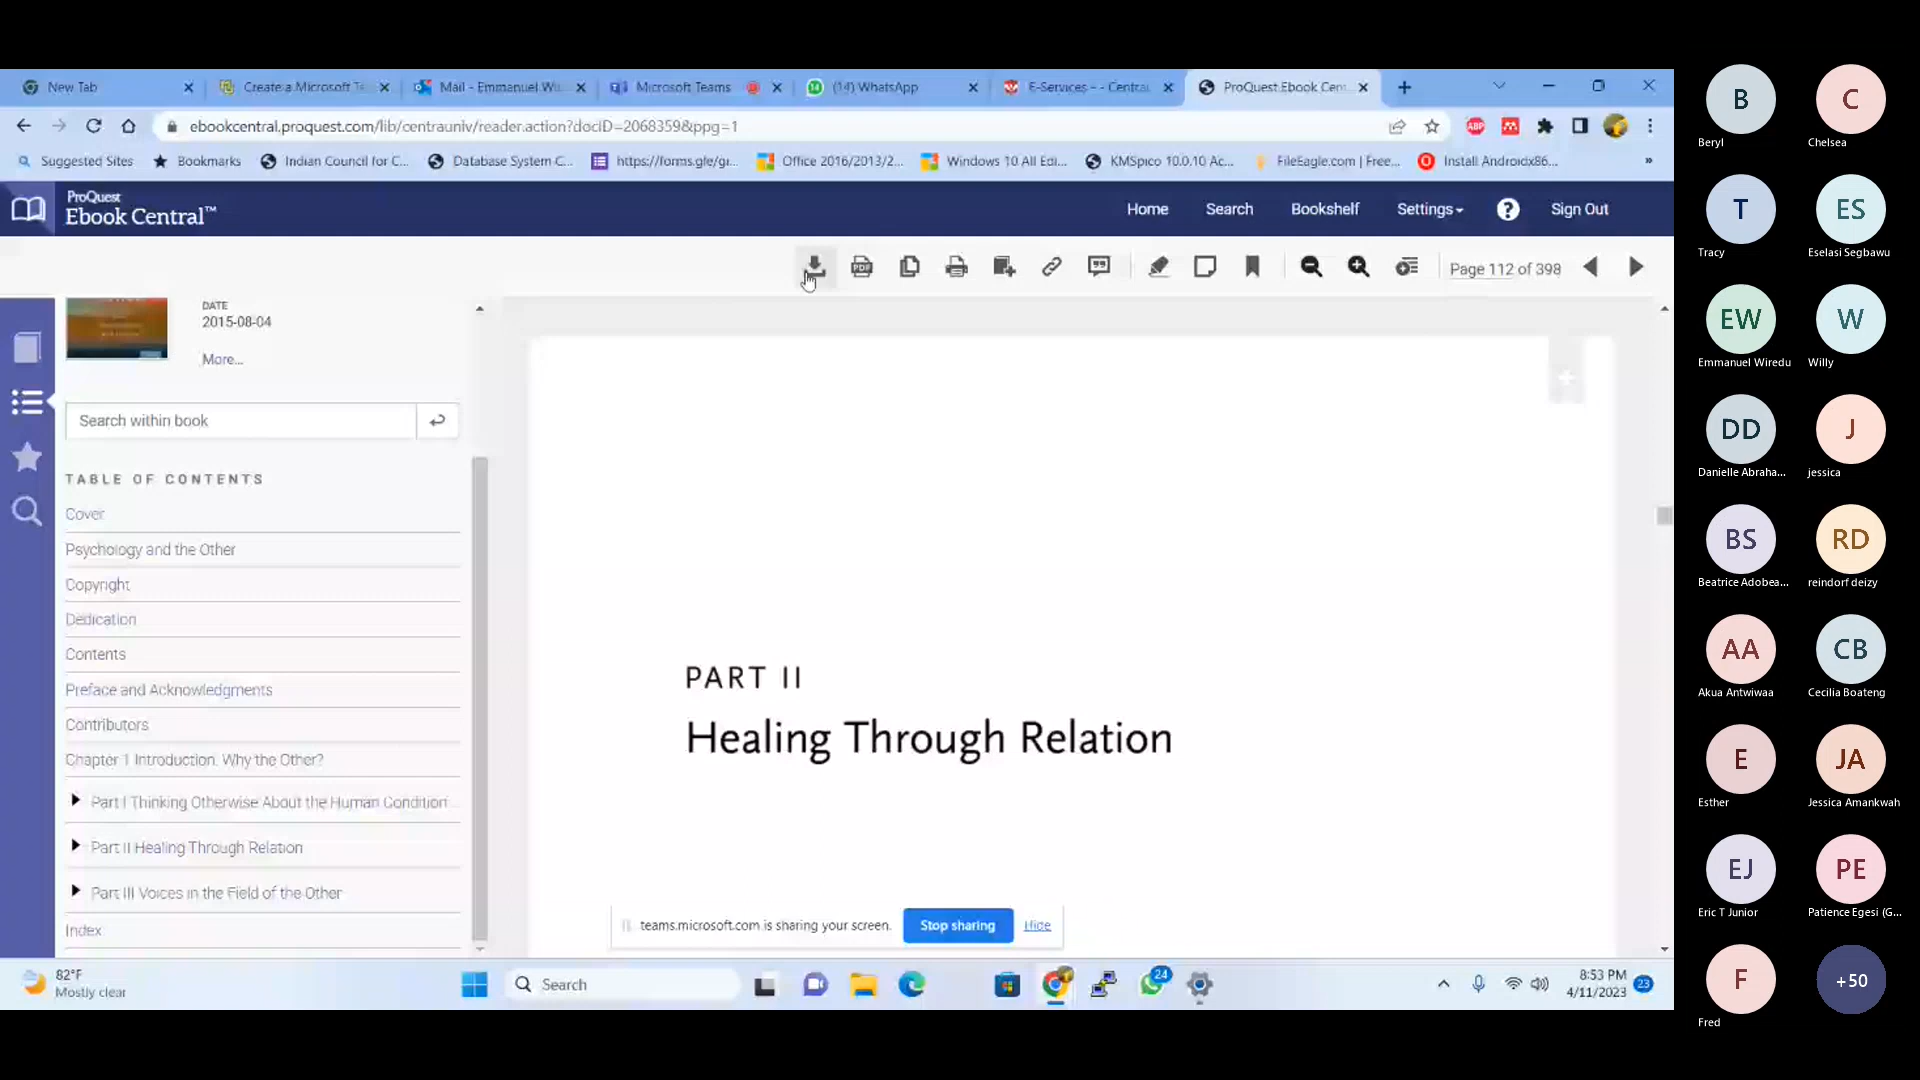 New Tab
Create a Microsoft Te
Mail - Emmanuel Wi
Microsoft Teams
(14) WhatsApp
E-Services - - Central
ProQuest Ebook Cent
ebookcentral.proquest.com/lib/centrauniv/reader.action?docID=2068359&ppg=1
ABP
Suggested Sites
Bookmarks
Indian Council for C...
Database System C...
https://forms.gle/gr...
Office 2016/2013/2...
Windows 10 All Edi...
KMSpico 10.0.10 Ac...
FileEagle.com | Free...
Install Androidx86...
»
ProQuest
Ebook Central™
Home
Search
Bookshelf
Settings
?
Sign Out
PDF
Page 112 of 398
DATE
2015-08-04
More...
Search within book
TABLE OF CONTENTS
Cover
Psychology and the Other
Copyright
Dedication
Contents
Preface and Acknowledgments
Contributors
Chapter 1 Introduction. Why the Other?
Part I Thinking Otherwise About the Human Condition
Part II Healing Through Relation
Part III Voices in the Field of the Other
Index
PART II
Healing Through Relation
teams.microsoft.com is sharing your screen.
Stop sharing
Hide
82°F
Mostly clear
Search
24
8:53 PM
4/11/2023
23
B
Beryl
C
Chelsea
T
Tracy
ES
Eselasi Segbawu
EW
Emmanuel Wiredu
W
Willy
DD
Danielle Abraha...
J
jessica
BS
Beatrice Adobea...
RD
reindorf deizy
AA
Akua Antwiwaa
CB
Cecilia Boateng
E
Esther
JA
Jessica Amankwah
EJ
Eric T Junior
PE
Patience Egesi (G...
F
Fred
+50